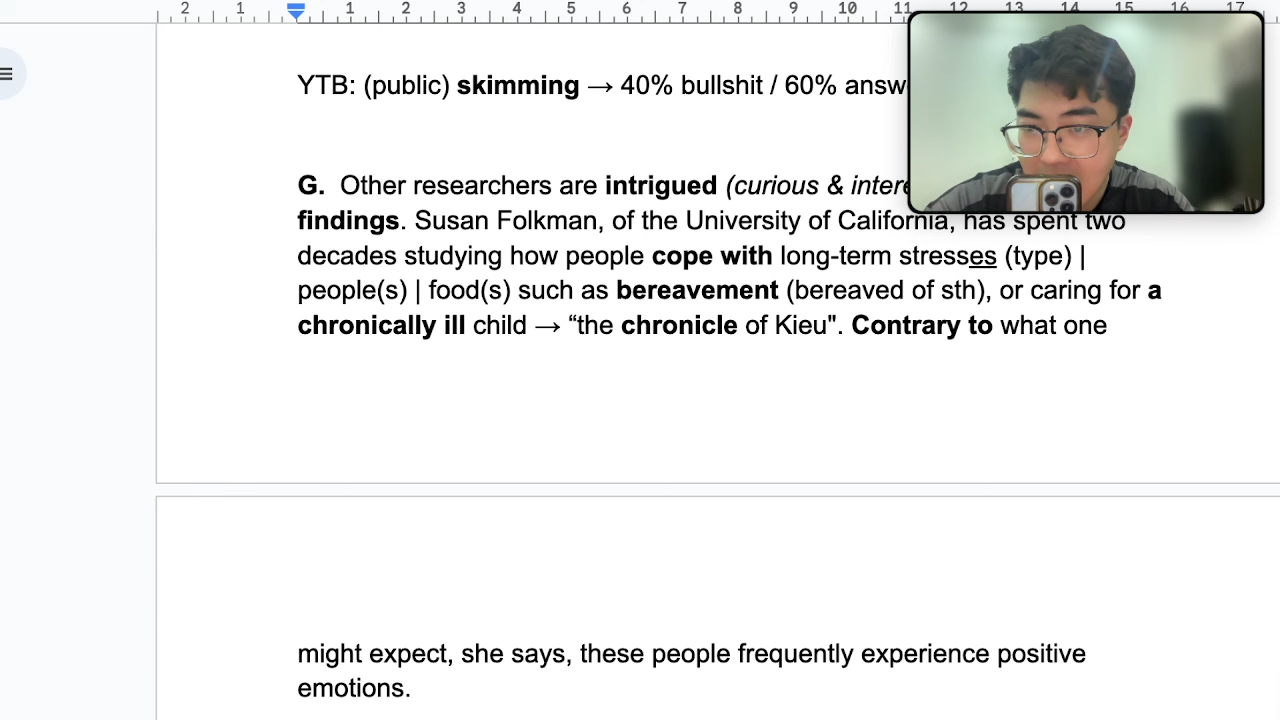 2 1 1 2 3 4 5 6 7 8 9 10 11 12 13 14 15 16 17
YTB: (public) skimming → 40% bullshit / 60% answ
G. Other researchers are intrigued (curious & intere
findings. Susan Folkman, of the University of California, has spent two
decades studying how people cope with long-term stresses (type) |
people(s) | food(s) such as bereavement (bereaved of sth), or caring for a
chronically ill child → “the chronicle of Kieu". Contrary to what one
might expect, she says, these people frequently experience positive
emotions.